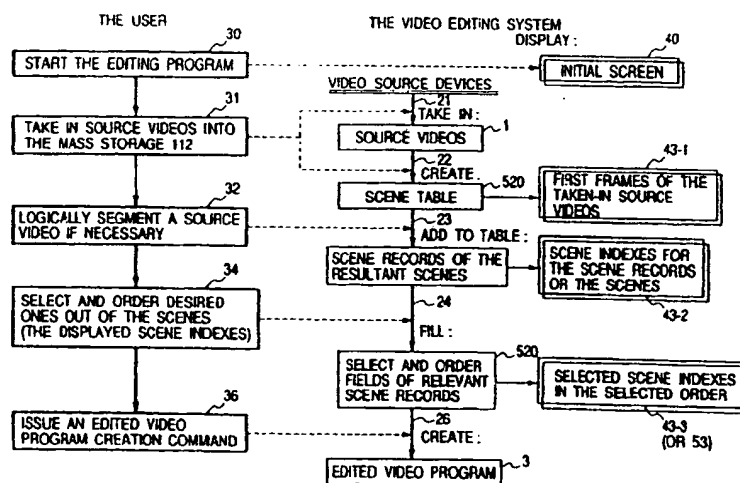 THE USER
THE VIDEO EDITING SYSTEM
DISPLAY:
30
START THE EDITING PROGRAM
40
INITIAL SCREEN
VIDEO SOURCE DEVICES
21
TAKE IN:
31
TAKE IN SOURCE VIDEOS INTO
THE MASS STORAGE 112
1
SOURCE VIDEOS
22
CREATE:
520
SCENE TABLE
43-1
FIRST FRAMES OF THE
TAKEN-IN SOURCE
VIDEOS
32
LOGICALLY SEGMENT A SOURCE
VIDEO IF NECESSARY
23
ADD TO TABLE:
SCENE RECORDS OF THE
RESULTANT SCENES
SCENE INDEXES FOR
THE SCENE RECORDS
OR THE SCENES
43-2
34
SELECT AND ORDER DESIRED
ONES OUT OF THE SCENES
(THE DISPLAYED SCENE INDEXES)
24
FILL:
520
SELECT AND ORDER
FIELDS OF RELEVANT
SCENE RECORDS
SELECTED SCENE INDEXES
IN THE SELECTED ORDER
43-3
(OR 53)
36
ISSUE AN EDITED VIDEO
PROGRAM CREATION COMMAND
26
CREATE:
3
EDITED VIDEO PROGRAM